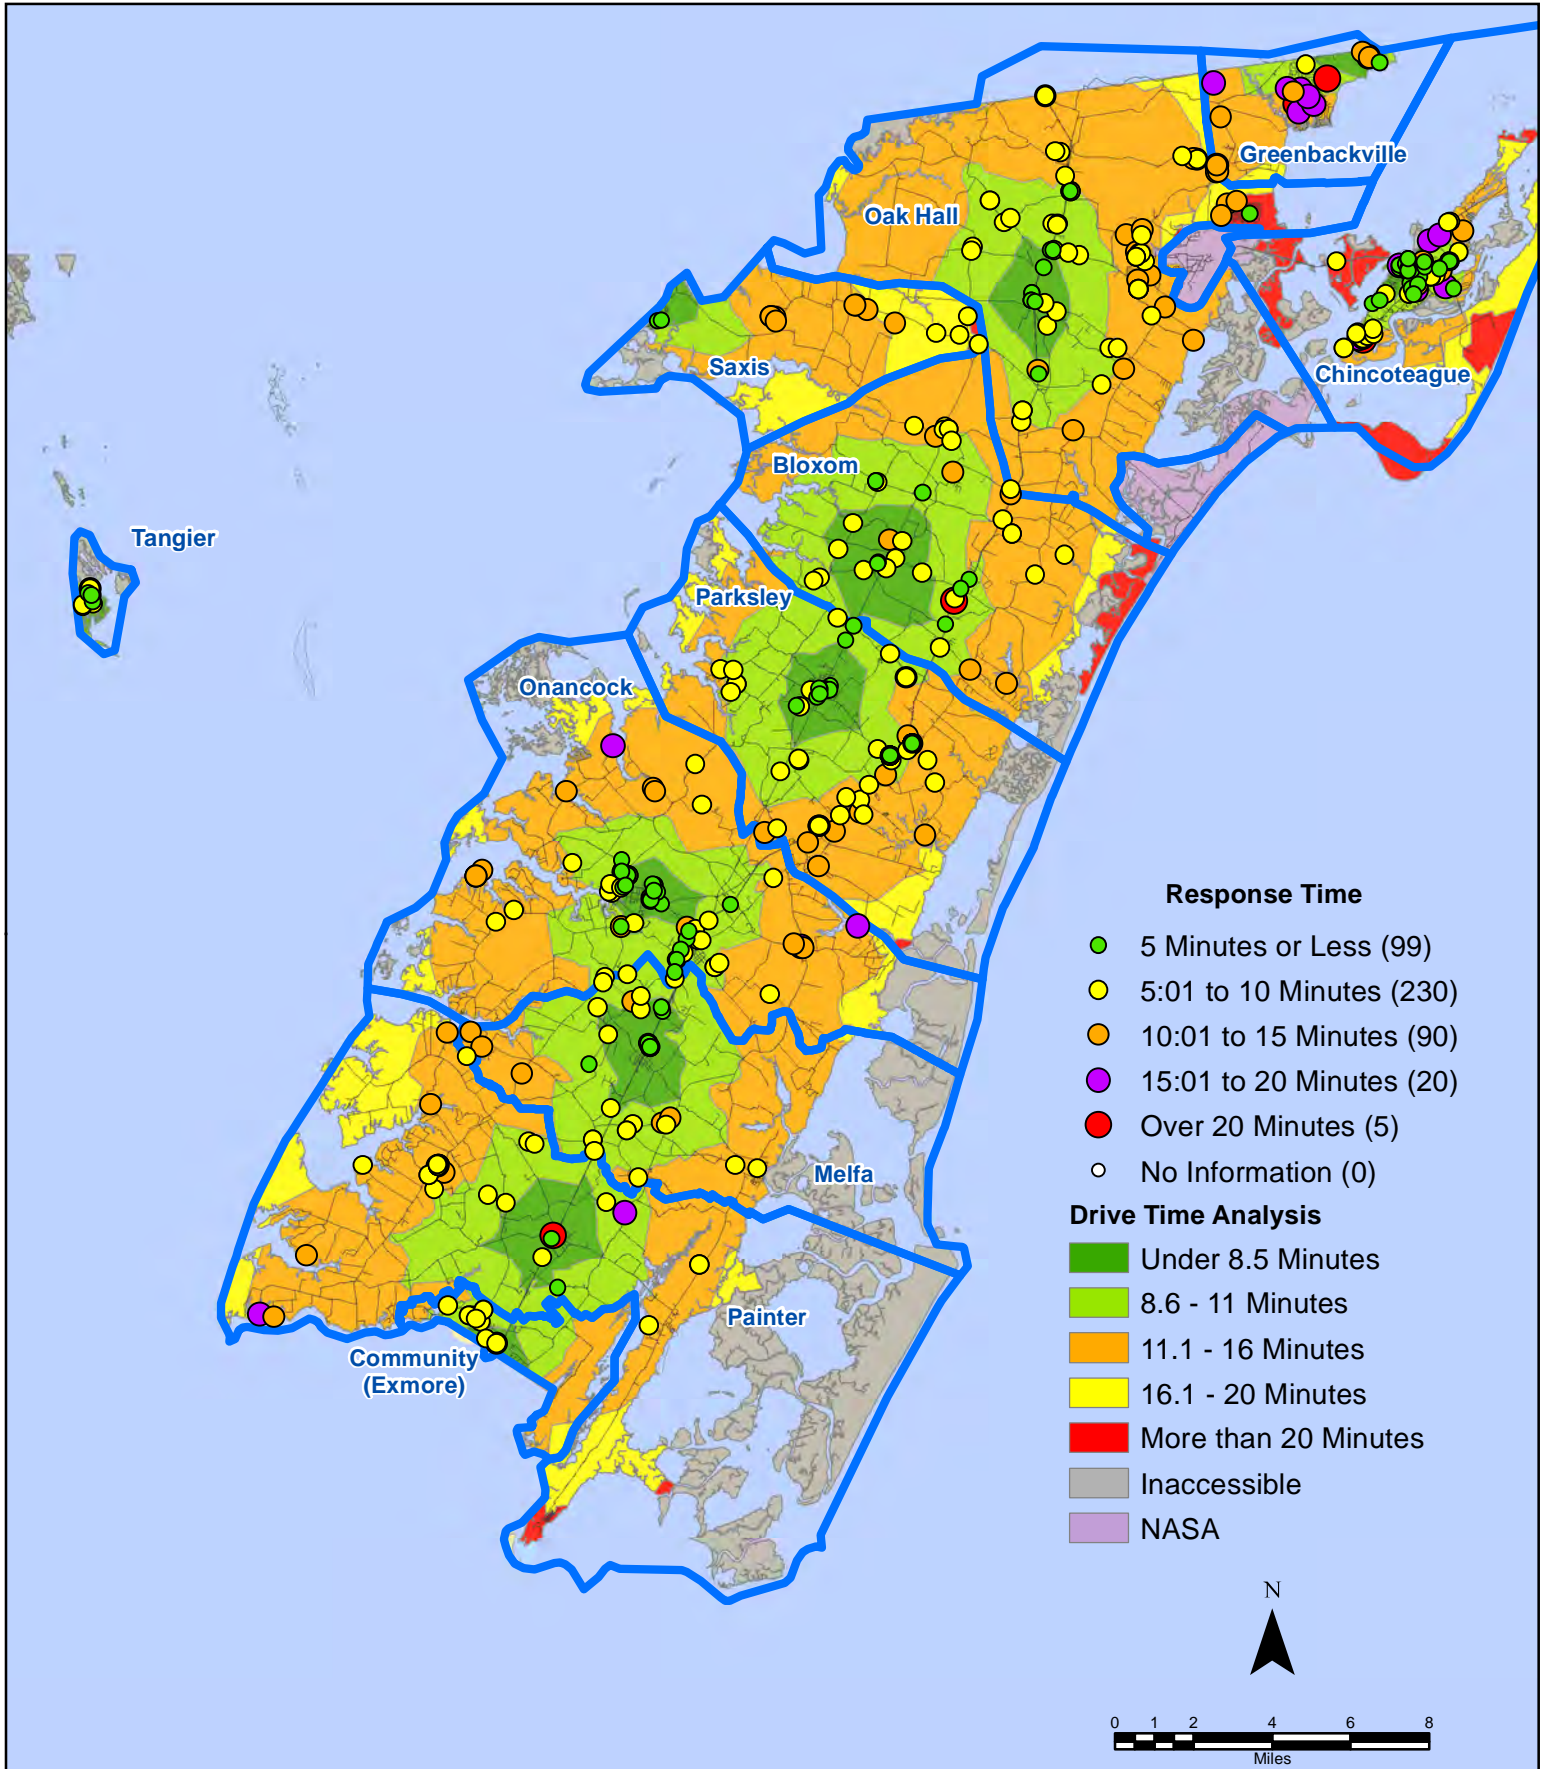 Greenbackville
Oak Hall
Saxis
Chincoteague
Bloxom
Tangier
Parksley
Onancock
Melfa
Painter
Community
(Exmore)
Response Time
5 Minutes or Less (99)
5:01 to 10 Minutes (230)
10:01 to 15 Minutes (90)
15:01 to 20 Minutes (20)
Over 20 Minutes (5)
No Information (0)
Drive Time Analysis
Under 8.5 Minutes
8.6 - 11 Minutes
11.1 - 16 Minutes
16.1 - 20 Minutes
More than 20 Minutes
Inaccessible
NASA
N
0 1 2 4 6 8
Miles